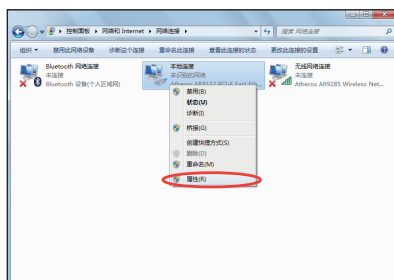 控制面板 ▸ 网络和 Internet ▸ 网络连接 ▸
搜索 网络连接
组织 禁用此网络设备 诊断这个连接 重命名此连接 查看此连接的状态 更改此连接的设置
Bluetooth 网络连接
未连接
Bluetooth 设备(个人区域网)
本地连接
未识别的网络
Atheros AR8132 PCI-E Fast Eth...
无线网络连接
未连接
Atheros AR9285 Wireless Net...
禁用(B)
状态(U)
诊断(I)
桥接(G)
创建快捷方式(S)
删除(D)
重命名(M)
属性(R)